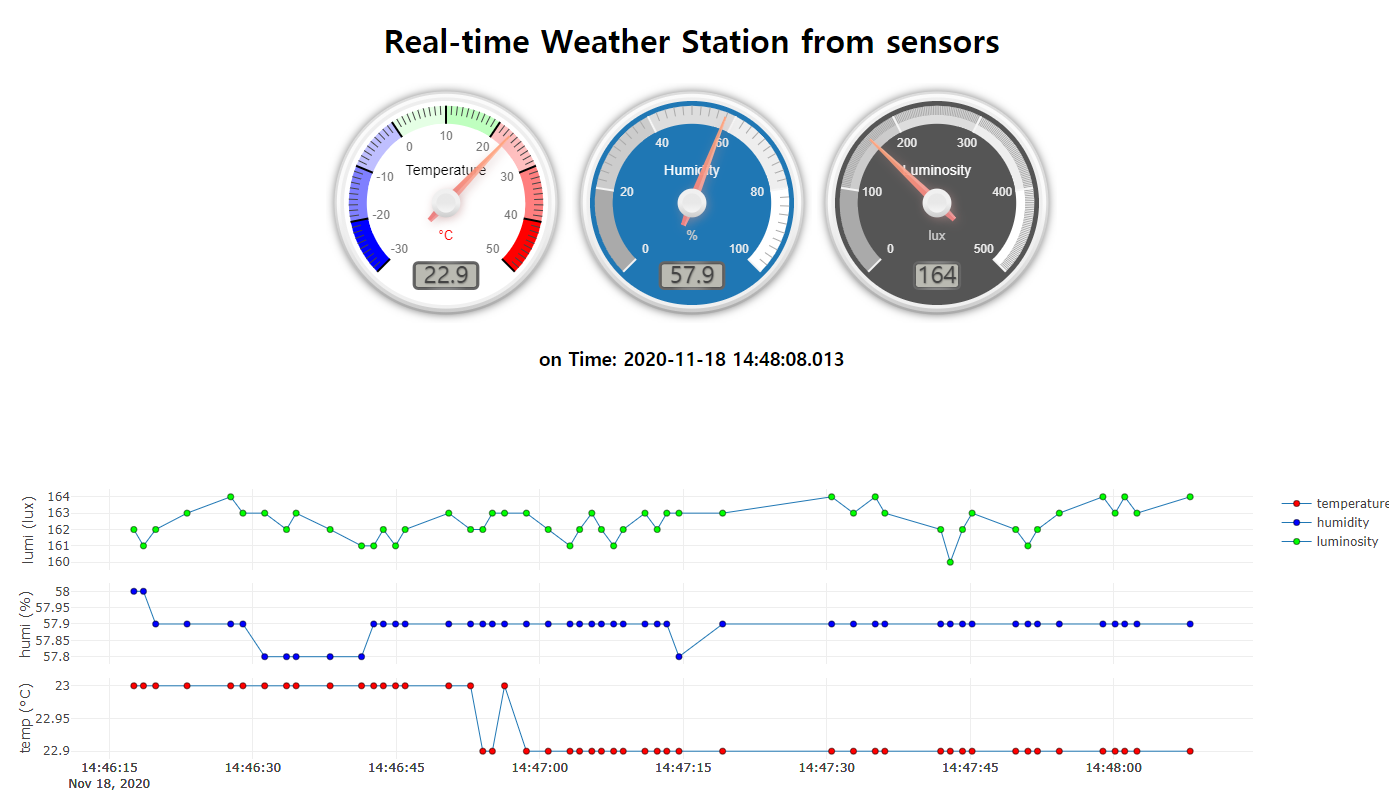 Real-time Weather Station from sensors
-30 -20 -10 0 10 20 30 40 50
Temperature
°C
22.9
0 20 40 60 80 100
Humidity
%
57.9
0 100 200 300 400 500
Luminosity
lux
164
on Time: 2020-11-18 14:48:08.013
lumi (lux)
164
163
162
161
160
temperature
humidity
luminosity
humi (%)
58
57.95
57.9
57.85
57.8
temp (°C)
23
22.95
22.9
14:46:15 14:46:30 14:46:45 14:47:00 14:47:15 14:47:30 14:47:45 14:48:00
Nov 18, 2020